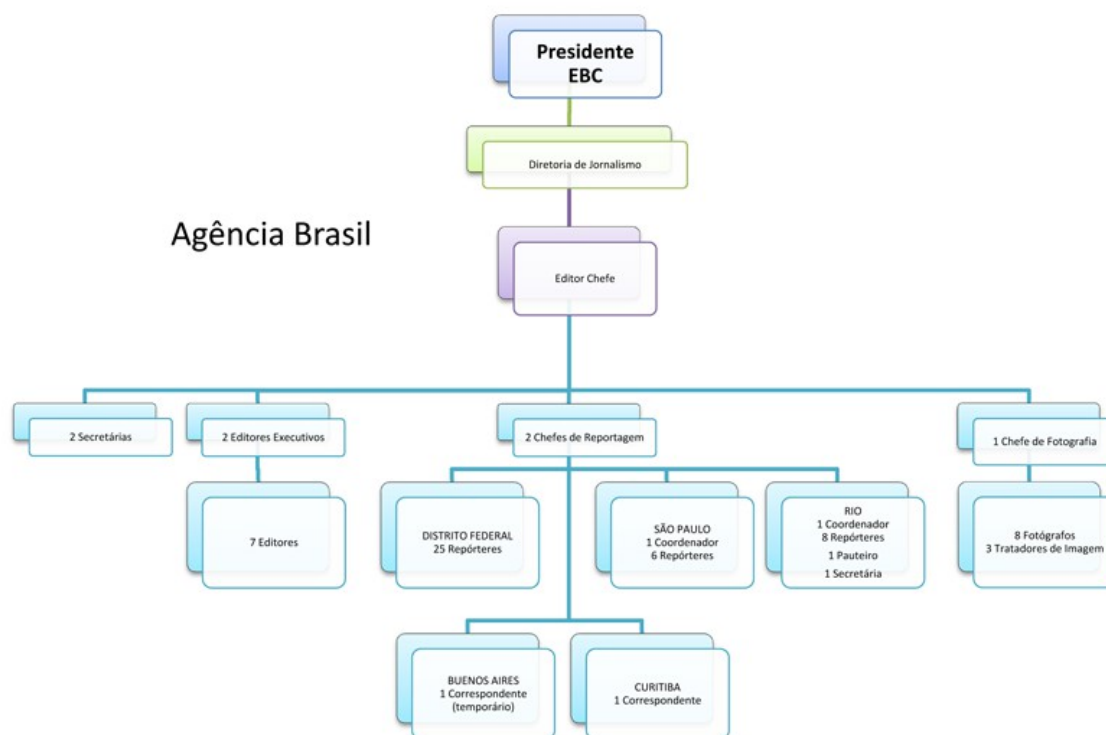 Presidente
EBC
Diretoria de Jornalismo
Agência Brasil
Editor Chefe
2 Secretárias
2 Editores Executivos
2 Chefes de Reportagem
1 Chefe de Fotografia
7 Editores
DISTRITO FEDERAL
25 Repórteres
SÃO PAULO
1 Coordenador
6 Repórteres
RIO
1 Coordenador
8 Repórteres
1 Pauteiro
1 Secretária
8 Fotógrafos
3 Tratadores de Imagem
BUENOS AIRES
1 Correspondente
(temporário)
CURITIBA
1 Correspondente